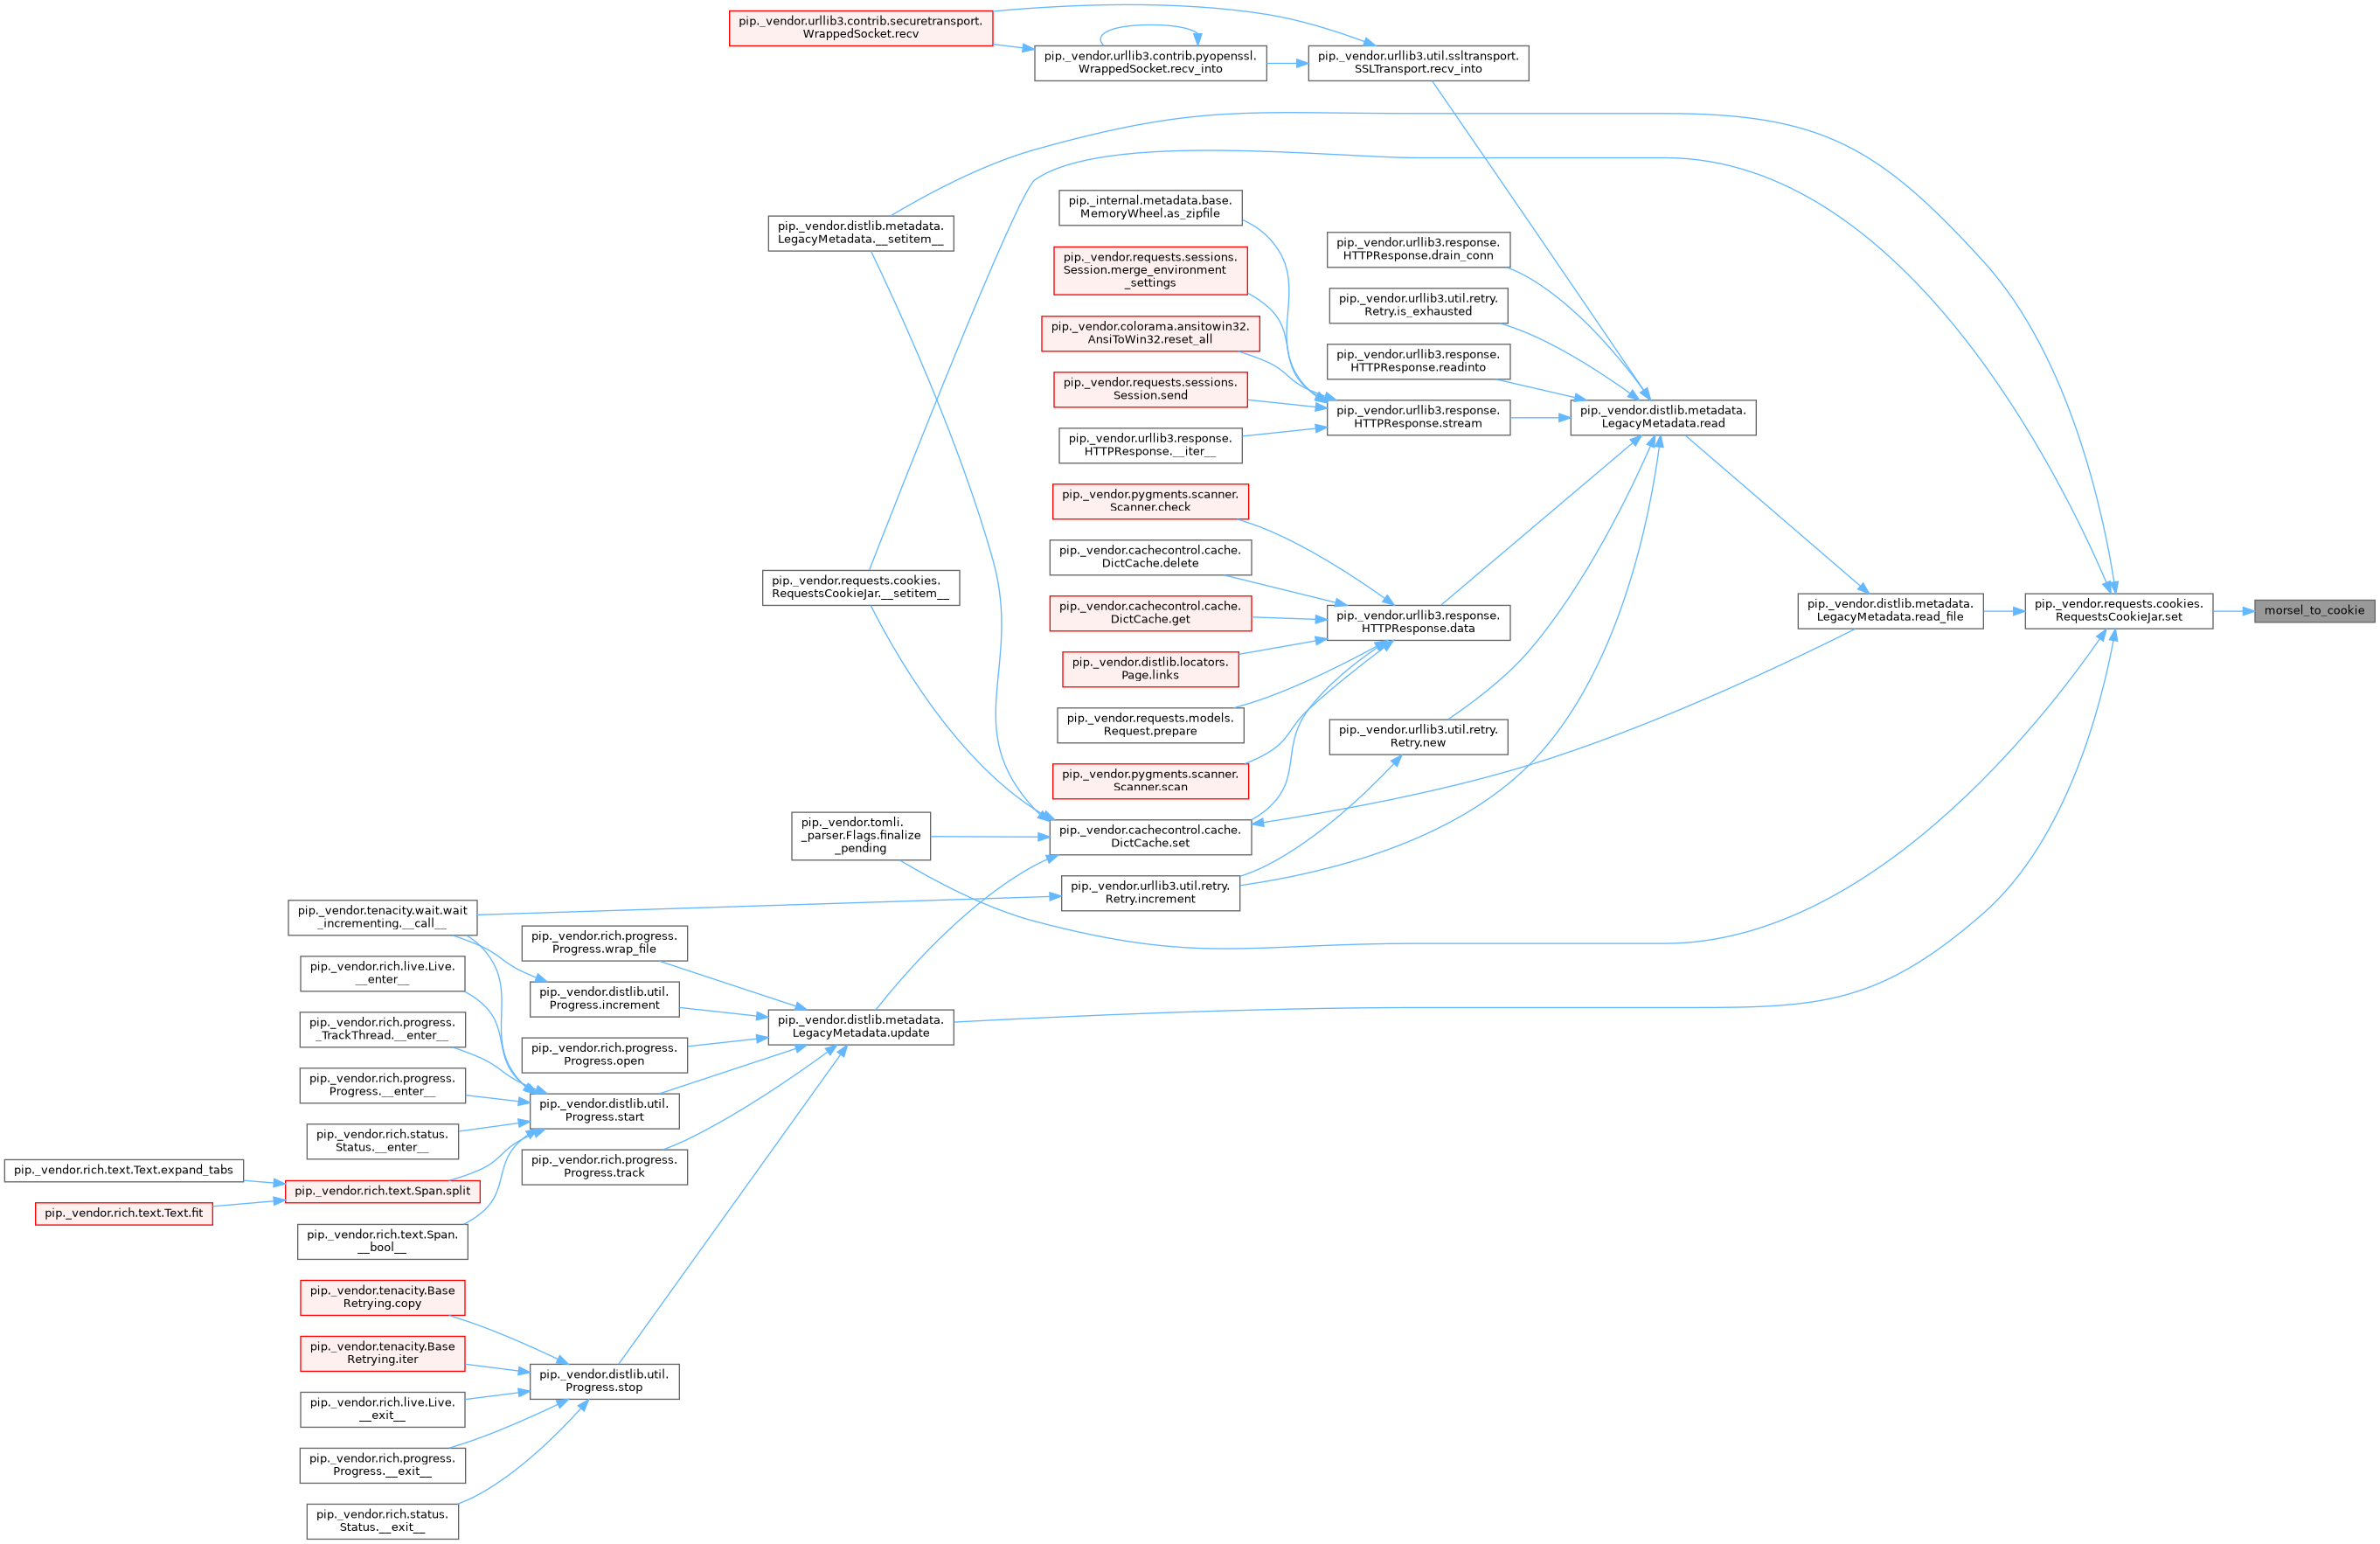 pip._vendor.urllib3.contrib.securetransport.
WrappedSocket.recv
pip._vendor.urllib3.contrib.pyopenssl.
WrappedSocket.recv_into
pip._vendor.urllib3.util.ssltransport.
SSLTransport.recv_into
pip._vendor.distlib.metadata.
LegacyMetadata.__setitem__
pip._internal.metadata.base.
MemoryWheel.as_zipfile
pip._vendor.requests.sessions.
Session.merge_environment
_settings
pip._vendor.colorama.ansitowin32.
AnsiToWin32.reset_all
pip._vendor.requests.sessions.
Session.send
pip._vendor.urllib3.response.
HTTPResponse.__iter__
pip._vendor.urllib3.response.
HTTPResponse.drain_conn
pip._vendor.urllib3.util.retry.
Retry.is_exhausted
pip._vendor.urllib3.response.
HTTPResponse.readinto
pip._vendor.urllib3.response.
HTTPResponse.stream
pip._vendor.distlib.metadata.
LegacyMetadata.read
pip._vendor.pygments.scanner.
Scanner.check
pip._vendor.cachecontrol.cache.
DictCache.delete
pip._vendor.cachecontrol.cache.
DictCache.get
pip._vendor.distlib.locators.
Page.links
pip._vendor.requests.models.
Request.prepare
pip._vendor.pygments.scanner.
Scanner.scan
pip._vendor.urllib3.response.
HTTPResponse.data
pip._vendor.requests.cookies.
RequestsCookieJar.__setitem__
pip._vendor.distlib.metadata.
LegacyMetadata.read_file
pip._vendor.requests.cookies.
RequestsCookieJar.set
morsel_to_cookie
pip._vendor.urllib3.util.retry.
Retry.new
pip._vendor.tomli.
_parser.Flags.finalize
_pending
pip._vendor.cachecontrol.cache.
DictCache.set
pip._vendor.urllib3.util.retry.
Retry.increment
pip._vendor.tenacity.wait.wait
_incrementing.__call__
pip._vendor.rich.live.Live.
__enter__
pip._vendor.rich.progress.
_TrackThread.__enter__
pip._vendor.rich.progress.
Progress.__enter__
pip._vendor.rich.status.
Status.__enter__
pip._vendor.rich.progress.
Progress.wrap_file
pip._vendor.distlib.util.
Progress.increment
pip._vendor.rich.progress.
Progress.open
pip._vendor.distlib.util.
Progress.start
pip._vendor.rich.progress.
Progress.track
pip._vendor.distlib.metadata.
LegacyMetadata.update
pip._vendor.rich.text.Text.expand_tabs
pip._vendor.rich.text.Text.fit
pip._vendor.rich.text.Span.split
pip._vendor.rich.text.Span.
__bool__
pip._vendor.tenacity.Base
Retrying.copy
pip._vendor.tenacity.Base
Retrying.iter
pip._vendor.rich.live.Live.
__exit__
pip._vendor.rich.progress.
Progress.__exit__
pip._vendor.rich.status.
Status.__exit__
pip._vendor.distlib.util.
Progress.stop